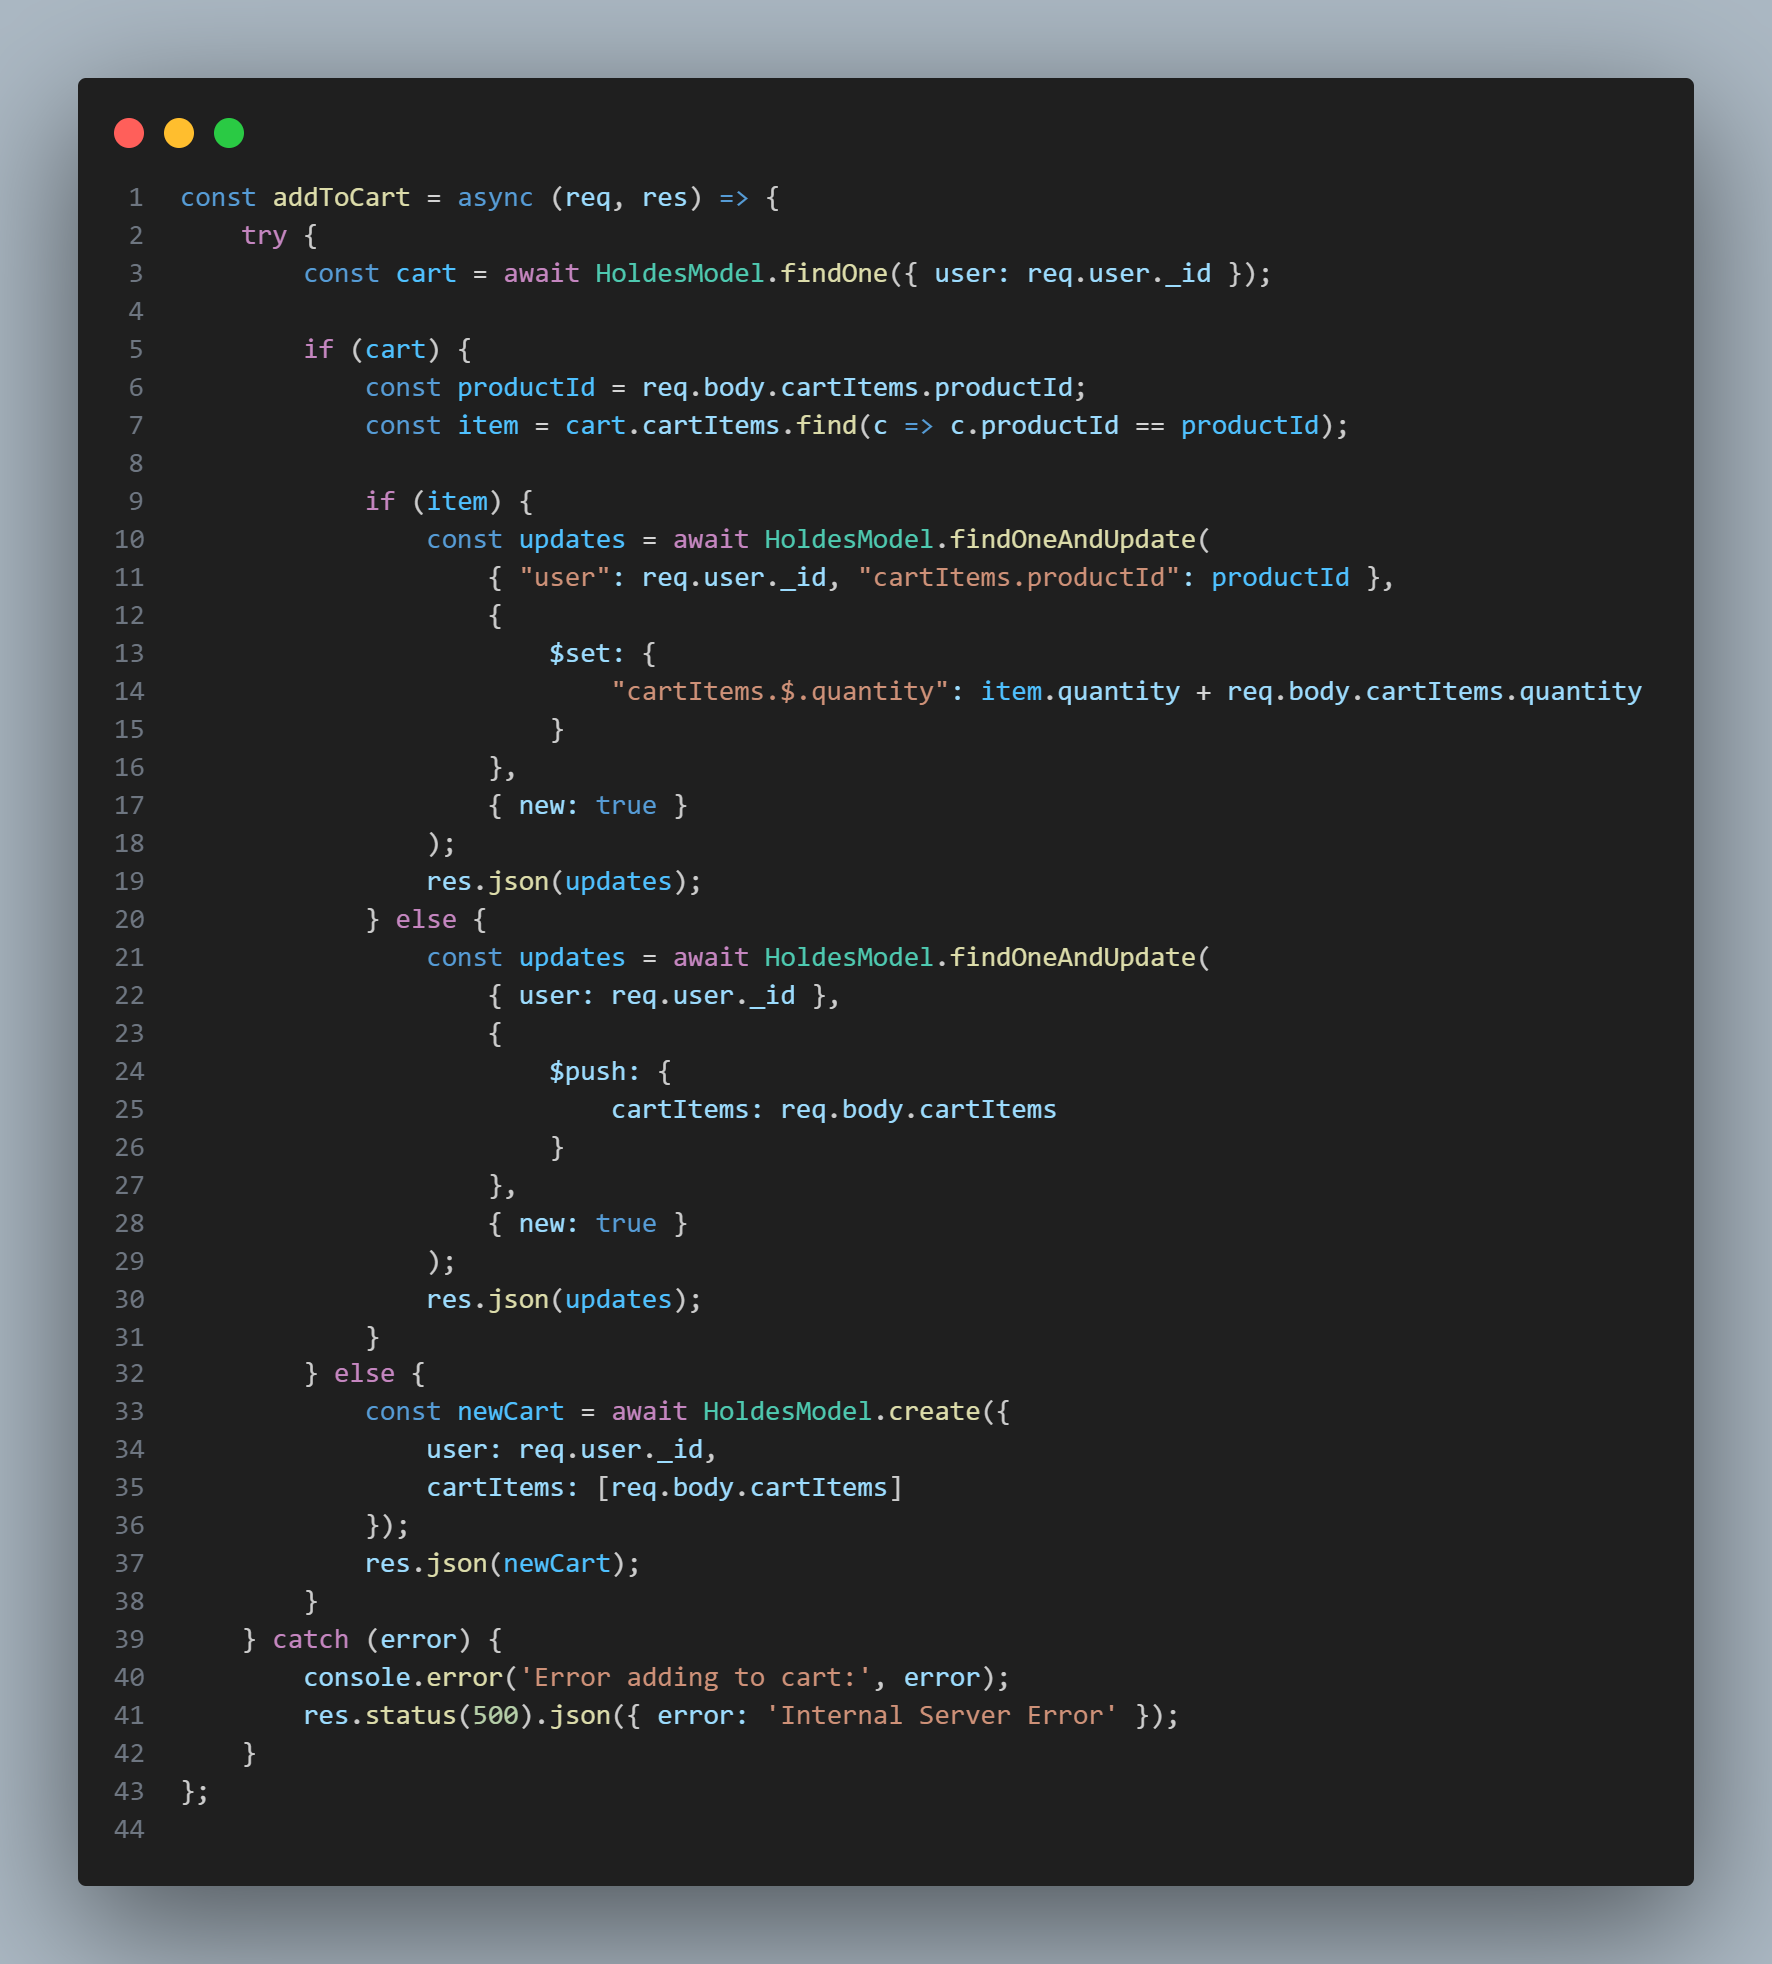 1 const addToCart = async (req, res) => {
2     try {
3         const cart = await HoldesModel.findOne({ user: req.user._id });
4
5         if (cart) {
6             const productId = req.body.cartItems.productId;
7             const item = cart.cartItems.find(c => c.productId == productId);
8
9             if (item) {
10                 const updates = await HoldesModel.findOneAndUpdate(
11                     { "user": req.user._id, "cartItems.productId": productId },
12                     {
13                         $set: {
14                             "cartItems.$.quantity": item.quantity + req.body.cartItems.quantity
15                         }
16                     },
17                     { new: true }
18                 );
19                 res.json(updates);
20             } else {
21                 const updates = await HoldesModel.findOneAndUpdate(
22                     { user: req.user._id },
23                     {
24                         $push: {
25                             cartItems: req.body.cartItems
26                         }
27                     },
28                     { new: true }
29                 );
30                 res.json(updates);
31             }
32         } else {
33             const newCart = await HoldesModel.create({
34                 user: req.user._id,
35                 cartItems: [req.body.cartItems]
36             });
37             res.json(newCart);
38         }
39     } catch (error) {
40         console.error('Error adding to cart:', error);
41         res.status(500).json({ error: 'Internal Server Error' });
42     }
43 };
44